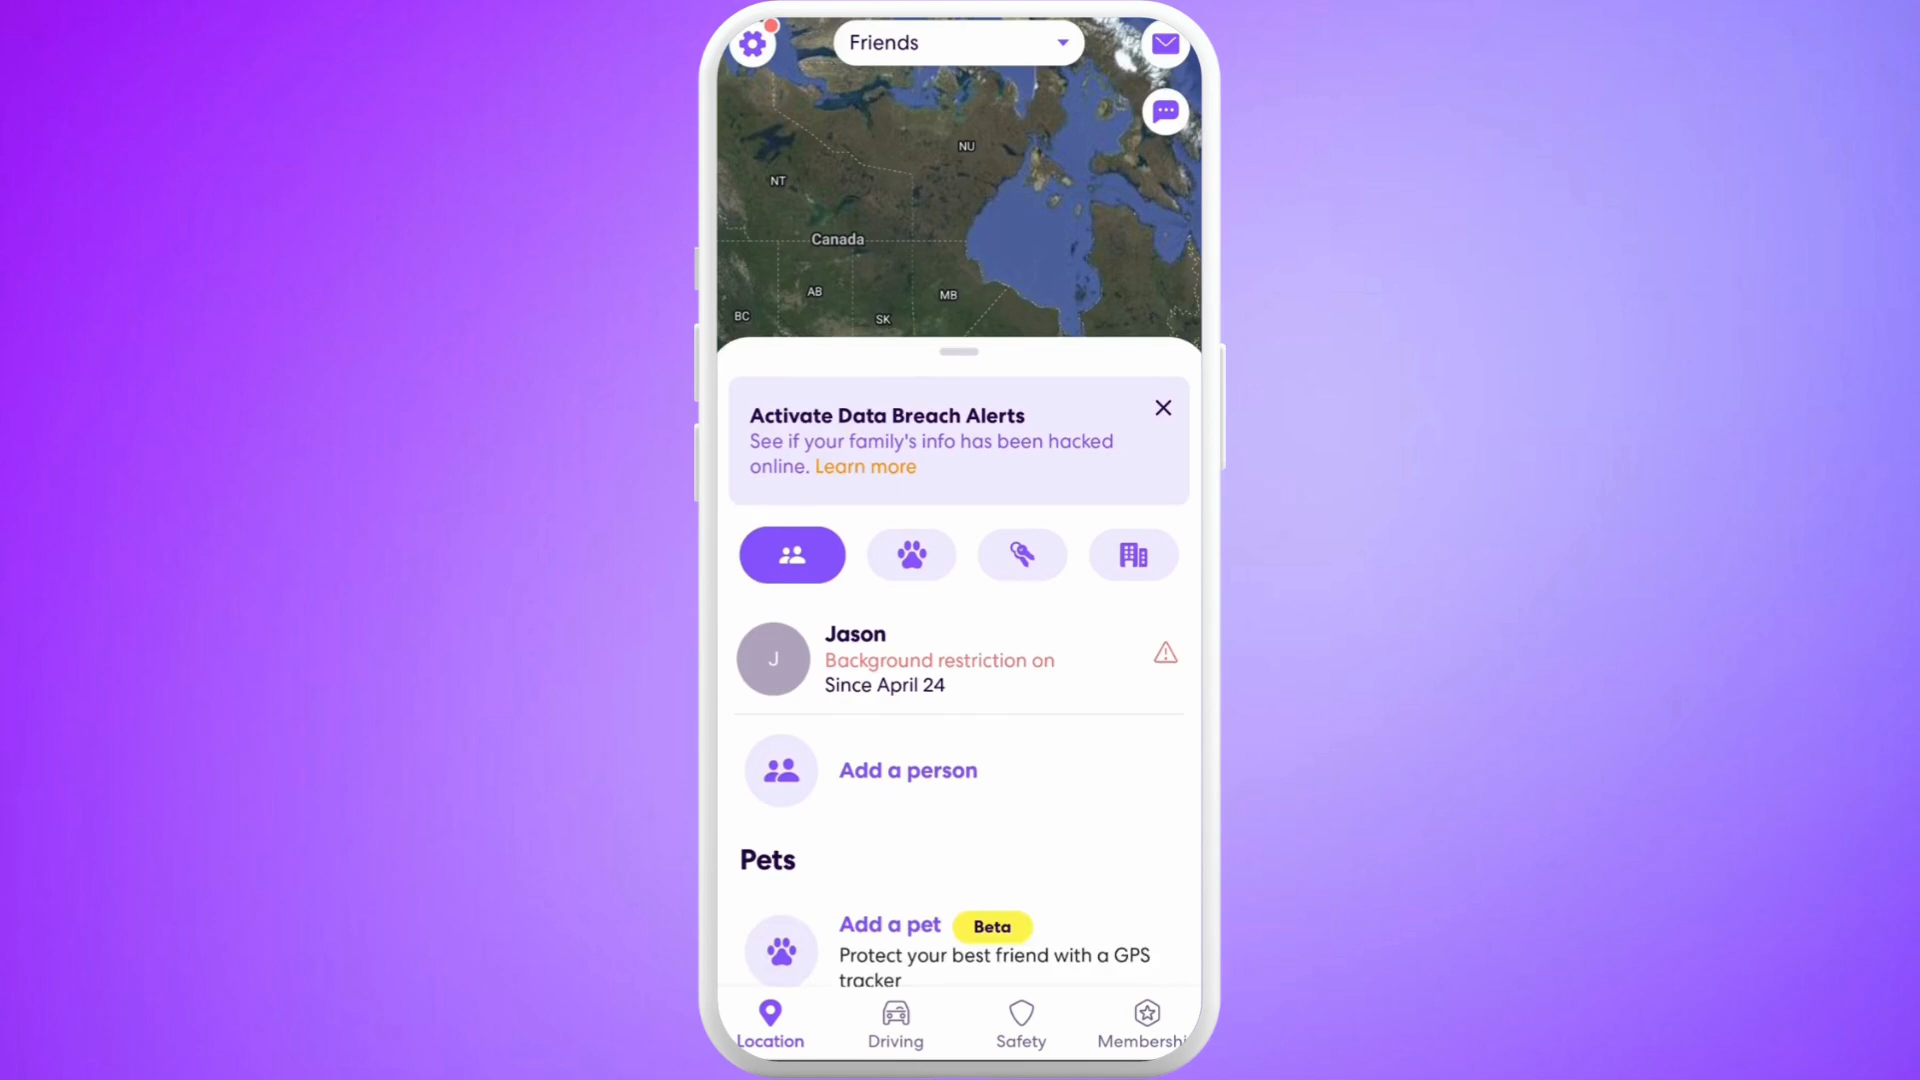 Friends
NU
NT
Canada
AB
MB
BC
SK
Activate Data Breach Alerts
See if your family's info has been hacked
online. Learn more
J
Jason
Background restriction on
Since April 24
Add a person
Pets
Add a pet Beta
Protect your best friend with a GPS
tracker
Location
Driving
Safety
Membershi